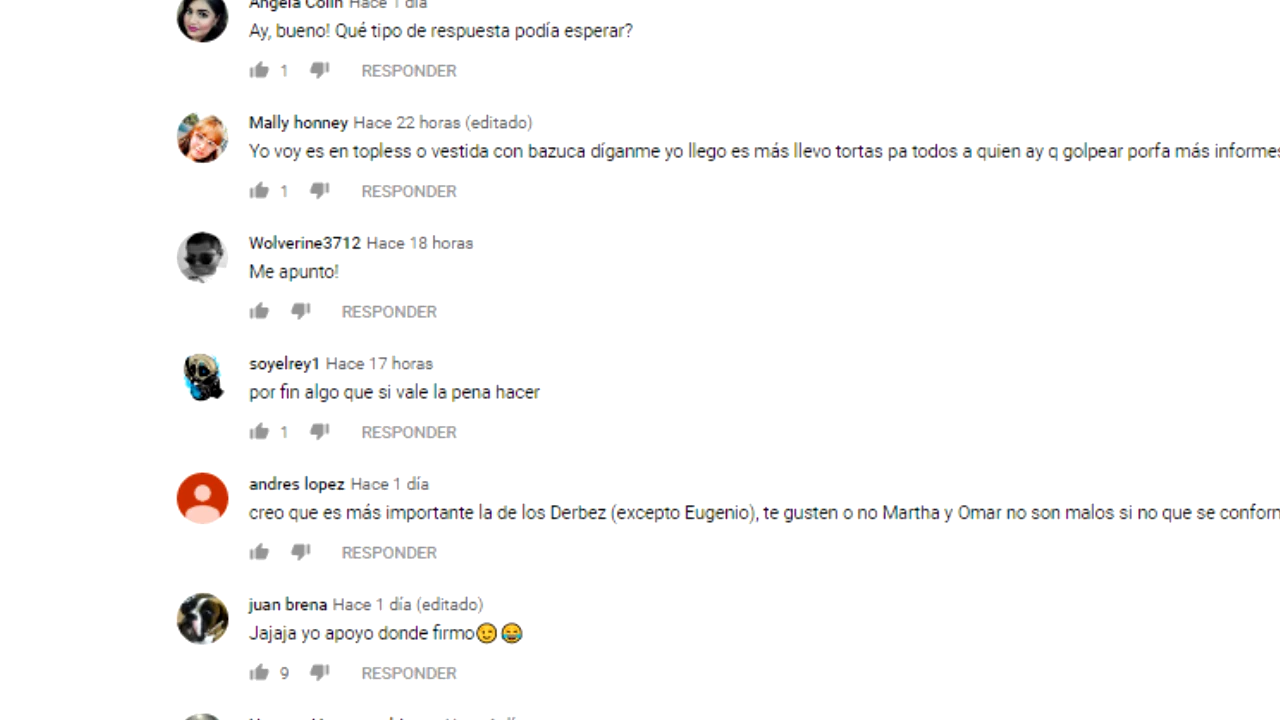 Angela Colin Hace 1 día
Ay, bueno! Qué tipo de respuesta podía esperar?
1 RESPONDER
Mally honney Hace 22 horas (editado)
Yo voy es en topless o vestida con bazuca díganme yo llego es más llevo tortas pa todos a quien ay q golpear porfa más informes
1 RESPONDER
Wolverine3712 Hace 18 horas
Me apunto!
RESPONDER
soyelrey1 Hace 17 horas
por fin algo que si vale la pena hacer
1 RESPONDER
andres lopez Hace 1 día
creo que es más importante la de los Derbez (excepto Eugenio), te gusten o no Martha y Omar no son malos si no que se conforn
RESPONDER
juan brena Hace 1 día (editado)
Jajaja yo apoyo donde firmo😉😂
9 RESPONDER